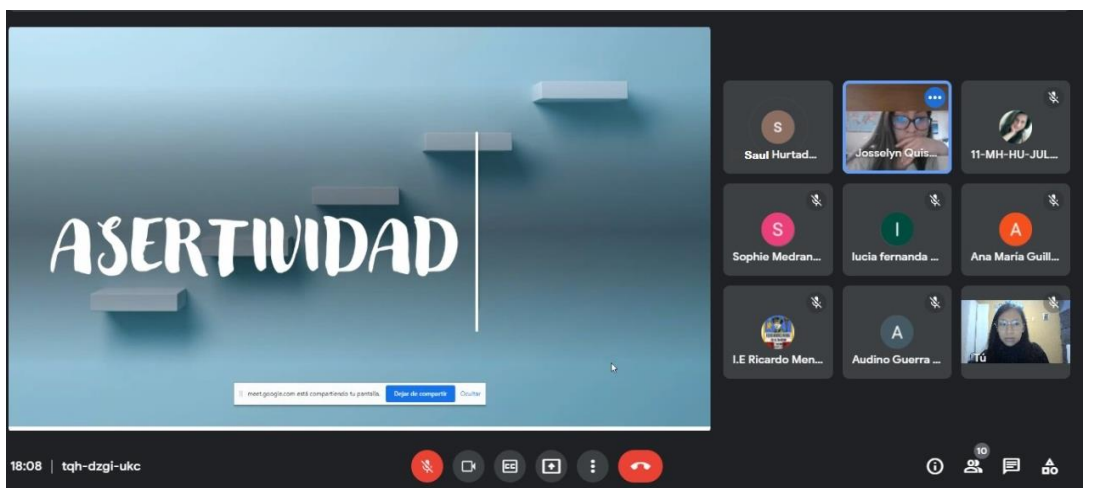 ASERTIVIDAD
meet.google.com está compartiendo tu pantalla.
Dejar de compartir
Ocultar
S
Saul Hurtad...
Josselyn Quis...
11-MH-HU-JUL...
S
Sophie Medran...
I
lucia fernanda ...
A
Ana María Guill...
I.E Ricardo Men...
A
Audino Guerra ...
Tú
18:08 | tqh-dzgi-ukc
CC
10